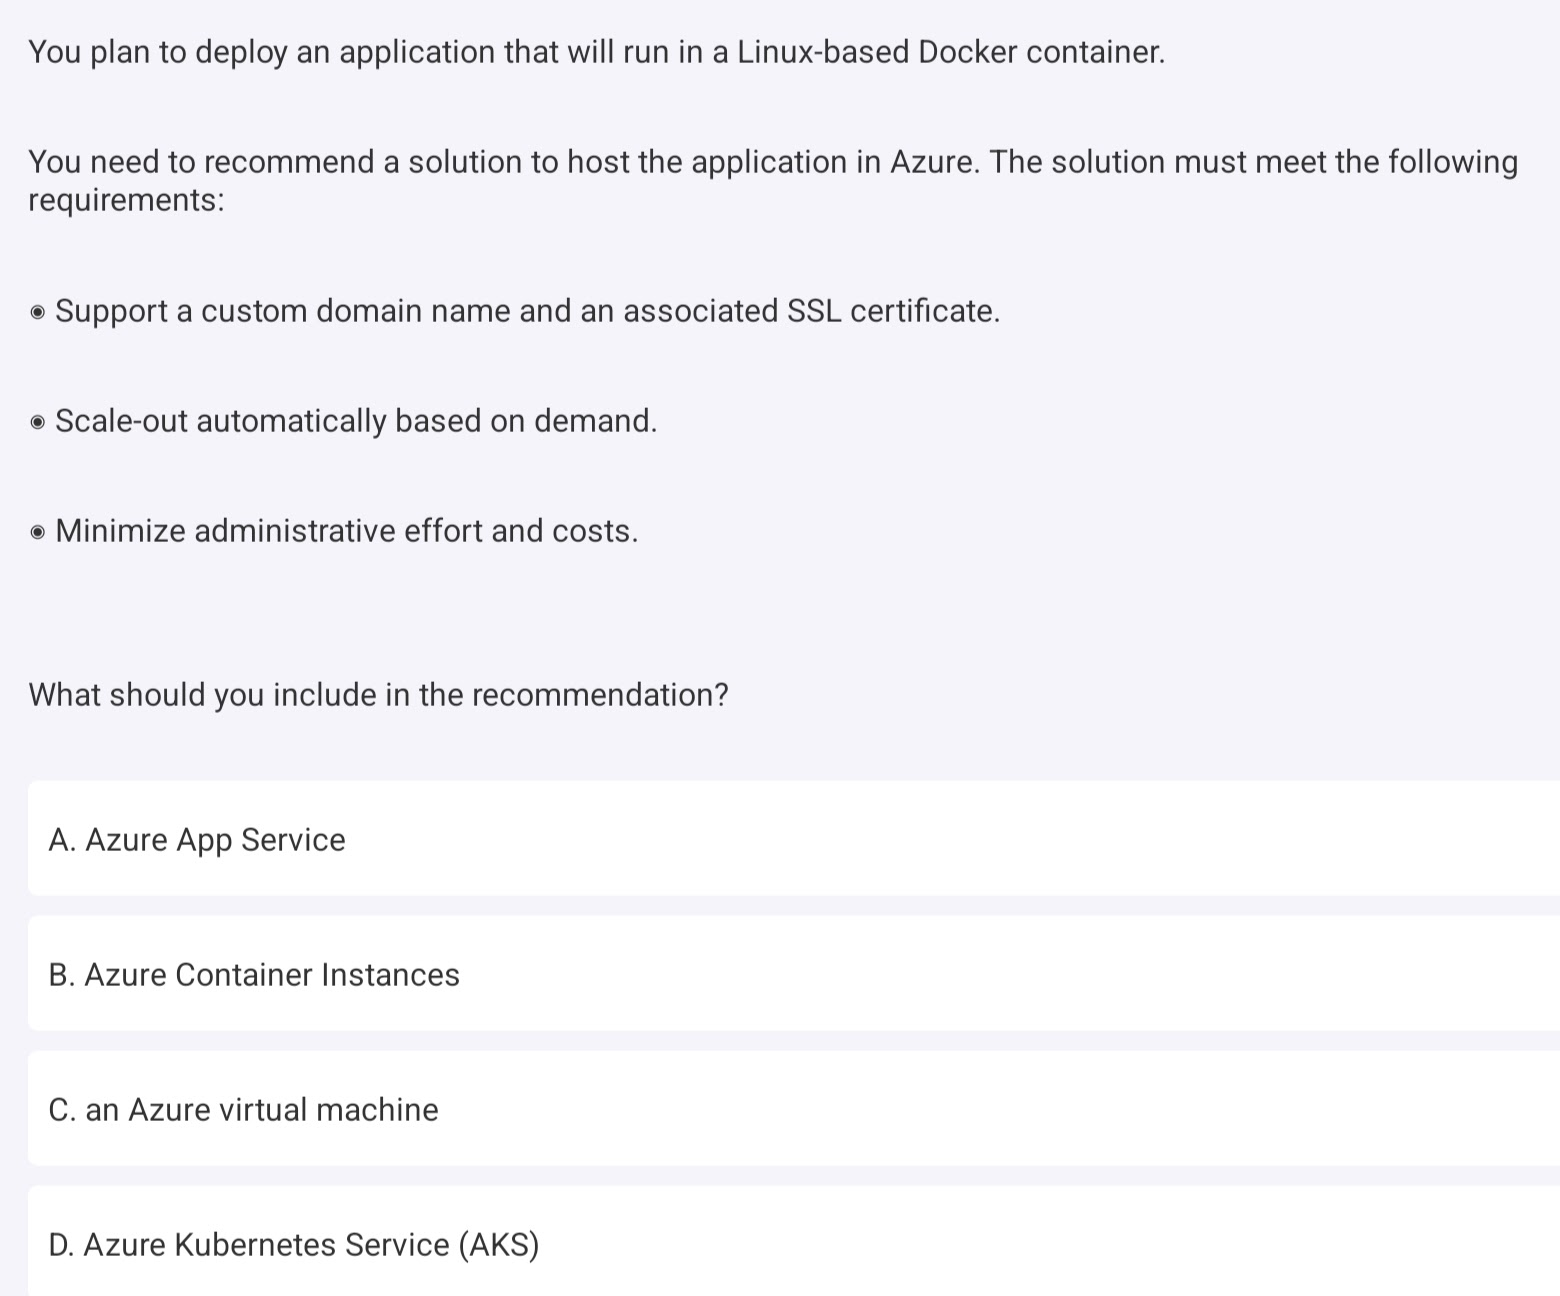 You plan to deploy an application that will run in a Linux-based Docker container.
You need to recommend a solution to host the application in Azure. The solution must meet the following
requirements:
◉ Support a custom domain name and an associated SSL certificate.
◉ Scale-out automatically based on demand.
◉ Minimize administrative effort and costs.
What should you include in the recommendation?
A. Azure App Service
B. Azure Container Instances
C. an Azure virtual machine
D. Azure Kubernetes Service (AKS)